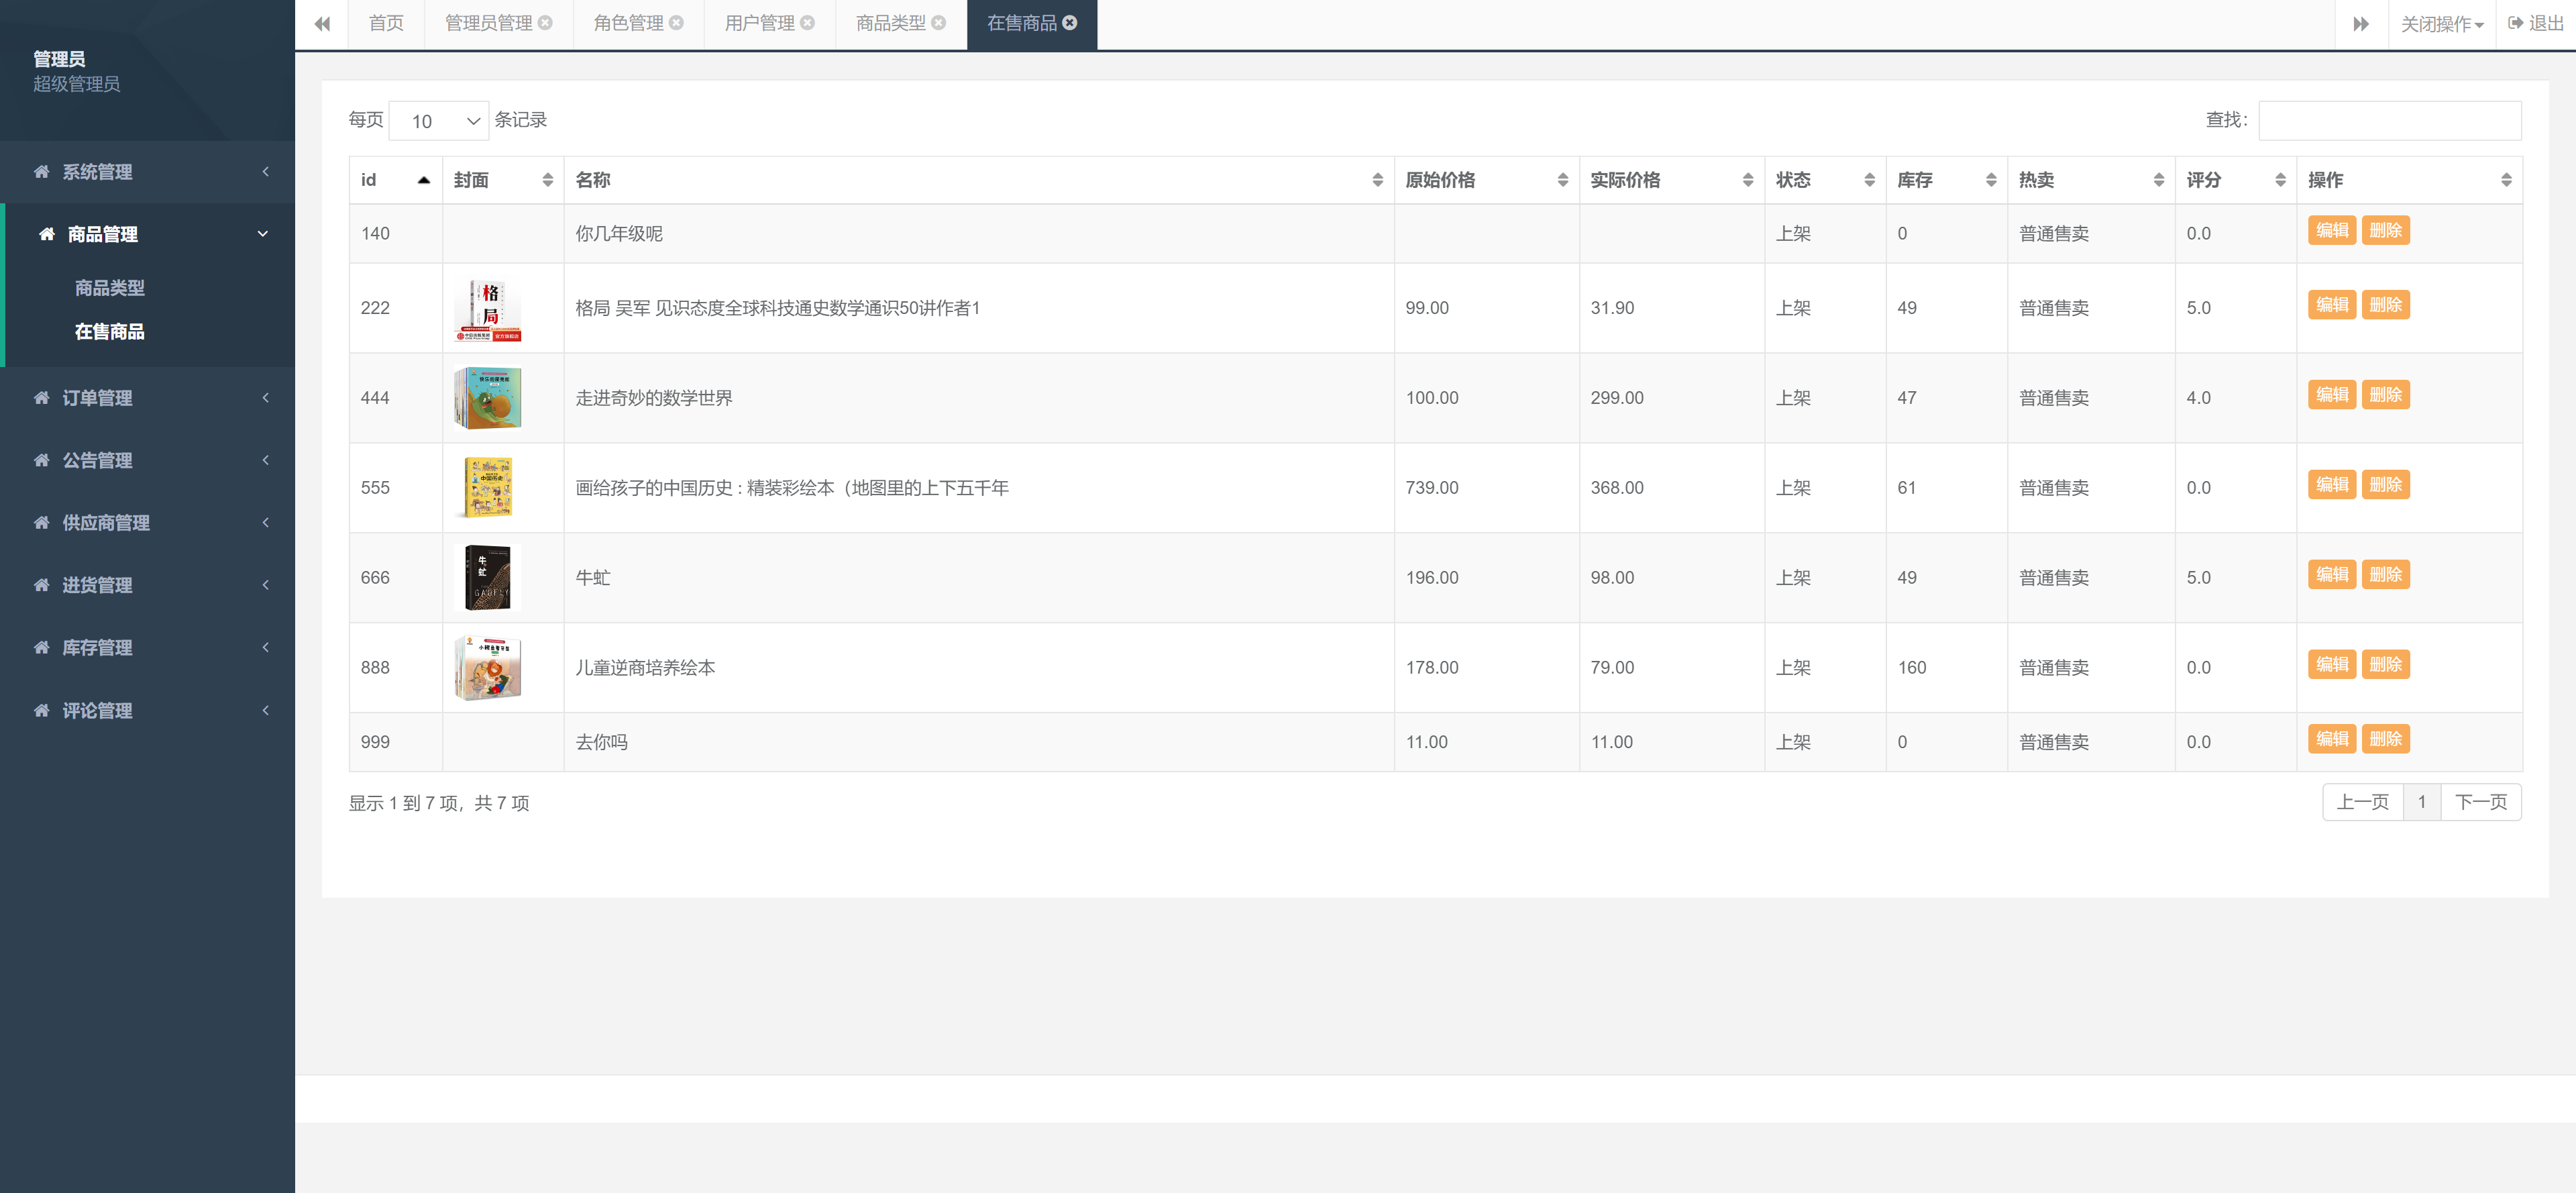 管理员
超级管理员
系统管理
商品管理
商品类型
在售商品
订单管理
公告管理
供应商管理
进货管理
库存管理
评论管理
首页 管理员管理 角色管理 用户管理 商品类型 在售商品 关闭操作 退出
每页 10 条记录 查找：
id 封面 名称 原始价格 实际价格 状态 库存 热卖 评分 操作
140 你几年级呢 上架 0 普通售卖 0.0 编辑 删除
格
局
222 格局 吴军 见识态度全球科技通史数学通识50讲作者1 99.00 31.90 上架 49 普通售卖 5.0 编辑 删除
444 走进奇妙的数学世界 100.00 299.00 上架 47 普通售卖 4.0 编辑 删除
中国历史
555 画给孩子的中国历史 : 精装彩绘本（地图里的上下五千年 739.00 368.00 上架 61 普通售卖 0.0 编辑 删除
牛虻
GADFLY
666 牛虻 196.00 98.00 上架 49 普通售卖 5.0 编辑 删除
888 儿童逆商培养绘本 178.00 79.00 上架 160 普通售卖 0.0 编辑 删除
999 去你吗 11.00 11.00 上架 0 普通售卖 0.0 编辑 删除
显示 1 到 7 项，共 7 项 上一页 1 下一页